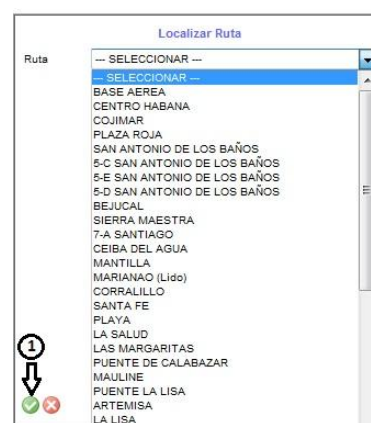 Localizar Ruta
Ruta
--- SELECCIONAR ---
--- SELECCIONAR ---
BASE AEREA
CENTRO HABANA
COJIMAR
PLAZA ROJA
SAN ANTONIO DE LOS BAÑOS
5-C SAN ANTONIO DE LOS BAÑOS
5-E SAN ANTONIO DE LOS BAÑOS
5-D SAN ANTONIO DE LOS BAÑOS
BEJUCAL
SIERRA MAESTRA
7-A SANTIAGO
CEIBA DEL AGUA
MANTILLA
MARIANAO (Lido)
CORRALILLO
SANTA FE
PLAYA
LA SALUD
LAS MARGARITAS
PUENTE DE CALABAZAR
MAULINE
PUENTE LA LISA
ARTEMISA
LA LISA
1